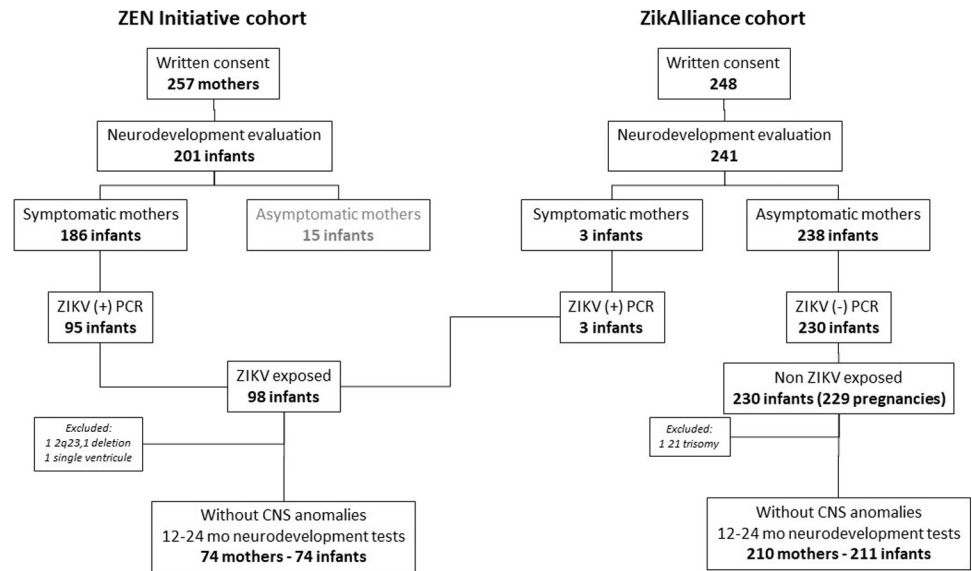 ZEN Initiative cohort
Written consent
257 mothers
Neurodevelopment evaluation
201 infants
Symptomatic mothers
186 infants
Asymptomatic mothers
15 infants
ZIKV (+) PCR
95 infants
ZikAlliance cohort
Written consent
248
Neurodevelopment evaluation
241
Symptomatic mothers
3 infants
Asymptomatic mothers
238 infants
ZIKV (+) PCR
3 infants
ZIKV (-) PCR
230 infants
ZIKV exposed
98 infants
Excluded:
1 2q23,1 deletion
1 single ventricule
Without CNS anomalies
12-24 mo neurodevelopment tests
74 mothers - 74 infants
Non ZIKV exposed
230 infants (229 pregnancies)
Excluded:
1 21 trisomy
Without CNS anomalies
12-24 mo neurodevelopment tests
210 mothers - 211 infants